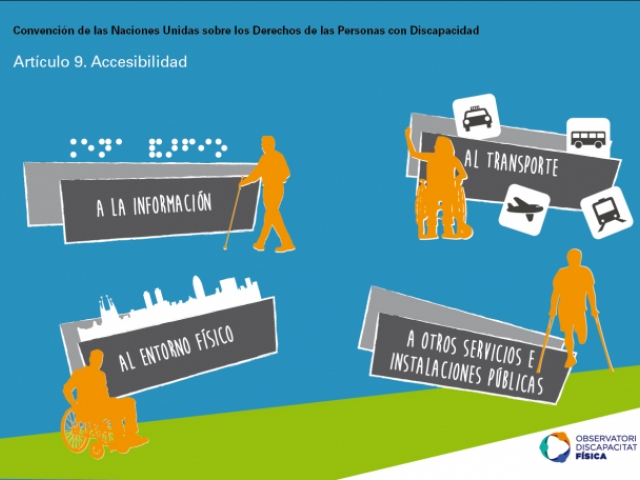 Convención de las Naciones Unidas sobre los Derechos de las Personas con Discapacidad
Artículo 9. Accesibilidad
A LA INFORMACIÓN
AL TRANSPORTE
AL ENTORNO FÍSICO
A OTROS SERVICIOS E
INSTALACIONES PÚBLICAS
OBSERVATORI
DISCAPACITAT
FÍSICA